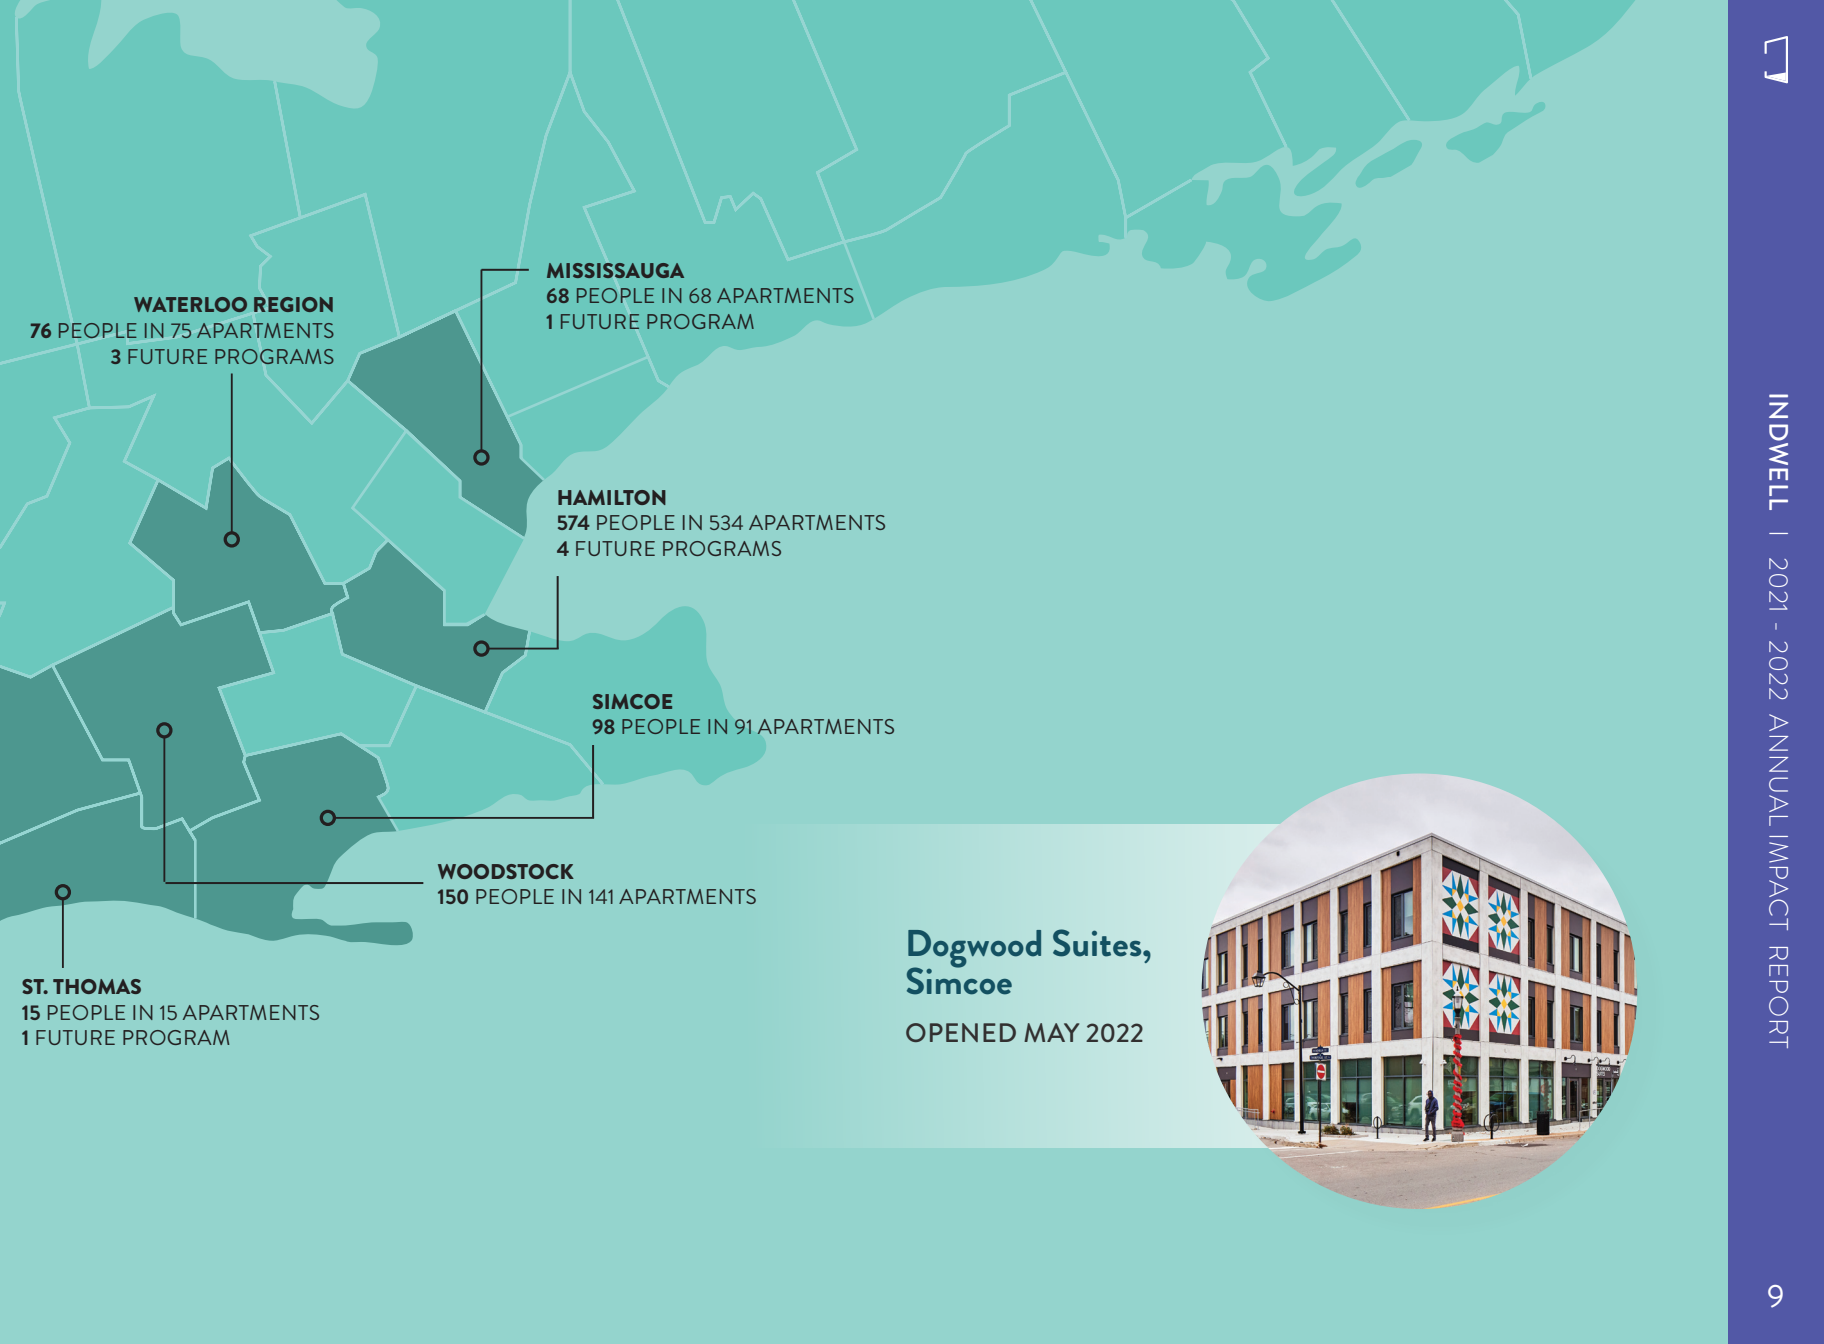 MISSISSAUGA
68 PEOPLE IN 68 APARTMENTS
1 FUTURE PROGRAM
WATERLOO REGION
76 PEOPLE IN 75 APARTMENTS
3 FUTURE PROGRAMS
HAMILTON
574 PEOPLE IN 534 APARTMENTS
4 FUTURE PROGRAMS
SIMCOE
98 PEOPLE IN 91 APARTMENTS
WOODSTOCK
150 PEOPLE IN 141 APARTMENTS
ST. THOMAS
15 PEOPLE IN 15 APARTMENTS
1 FUTURE PROGRAM
Dogwood Suites,
Simcoe
OPENED MAY 2022
INDWELL | 2021 - 2022 ANNUAL IMPACT REPORT
9